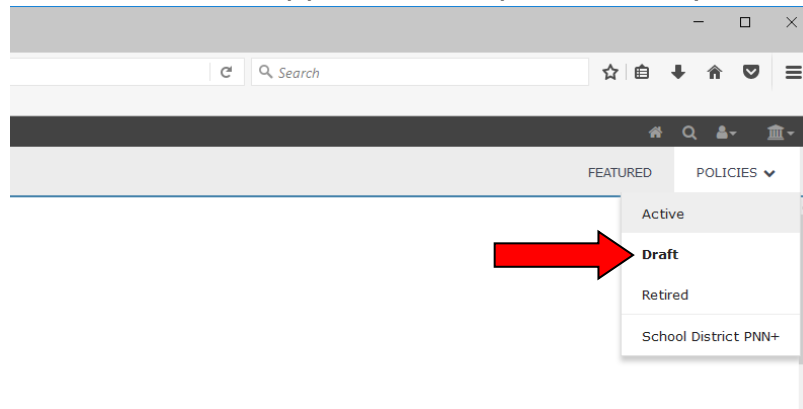 Search
FEATURED POLICIES
Active
Draft
Retired
School District PNN+